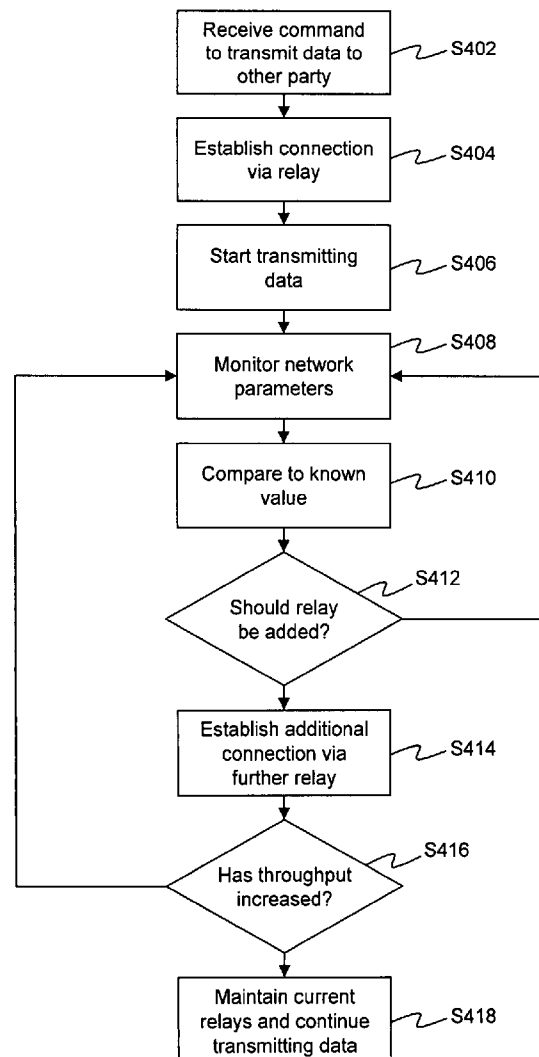 Receive command
to transmit data to
other party
S402
Establish connection
via relay
S404
Start transmitting
data
S406
Monitor network
parameters
S408
Compare to known
value
S410
Should relay
be added?
S412
Establish additional
connection via
further relay
S414
Has throughput
increased?
S416
Maintain current
relays and continue
transmitting data
S418